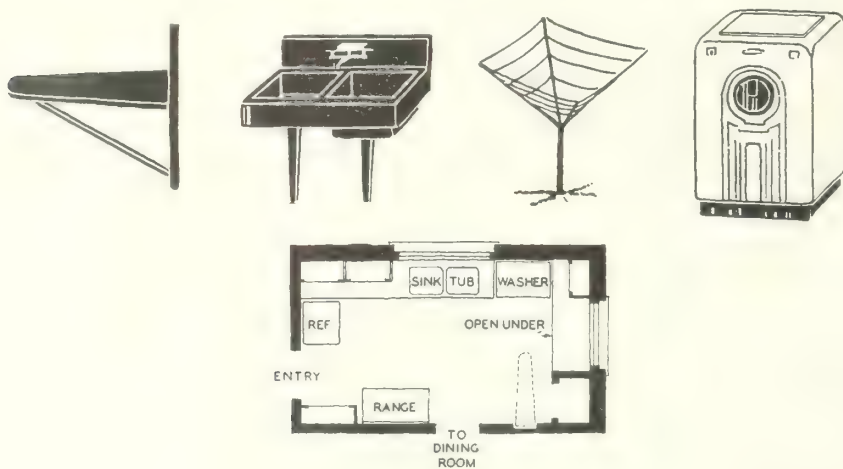 SINK
TUB
WASHER
REF
OPEN UNDER
ENTRY
RANGE
TO
DINING
ROOM